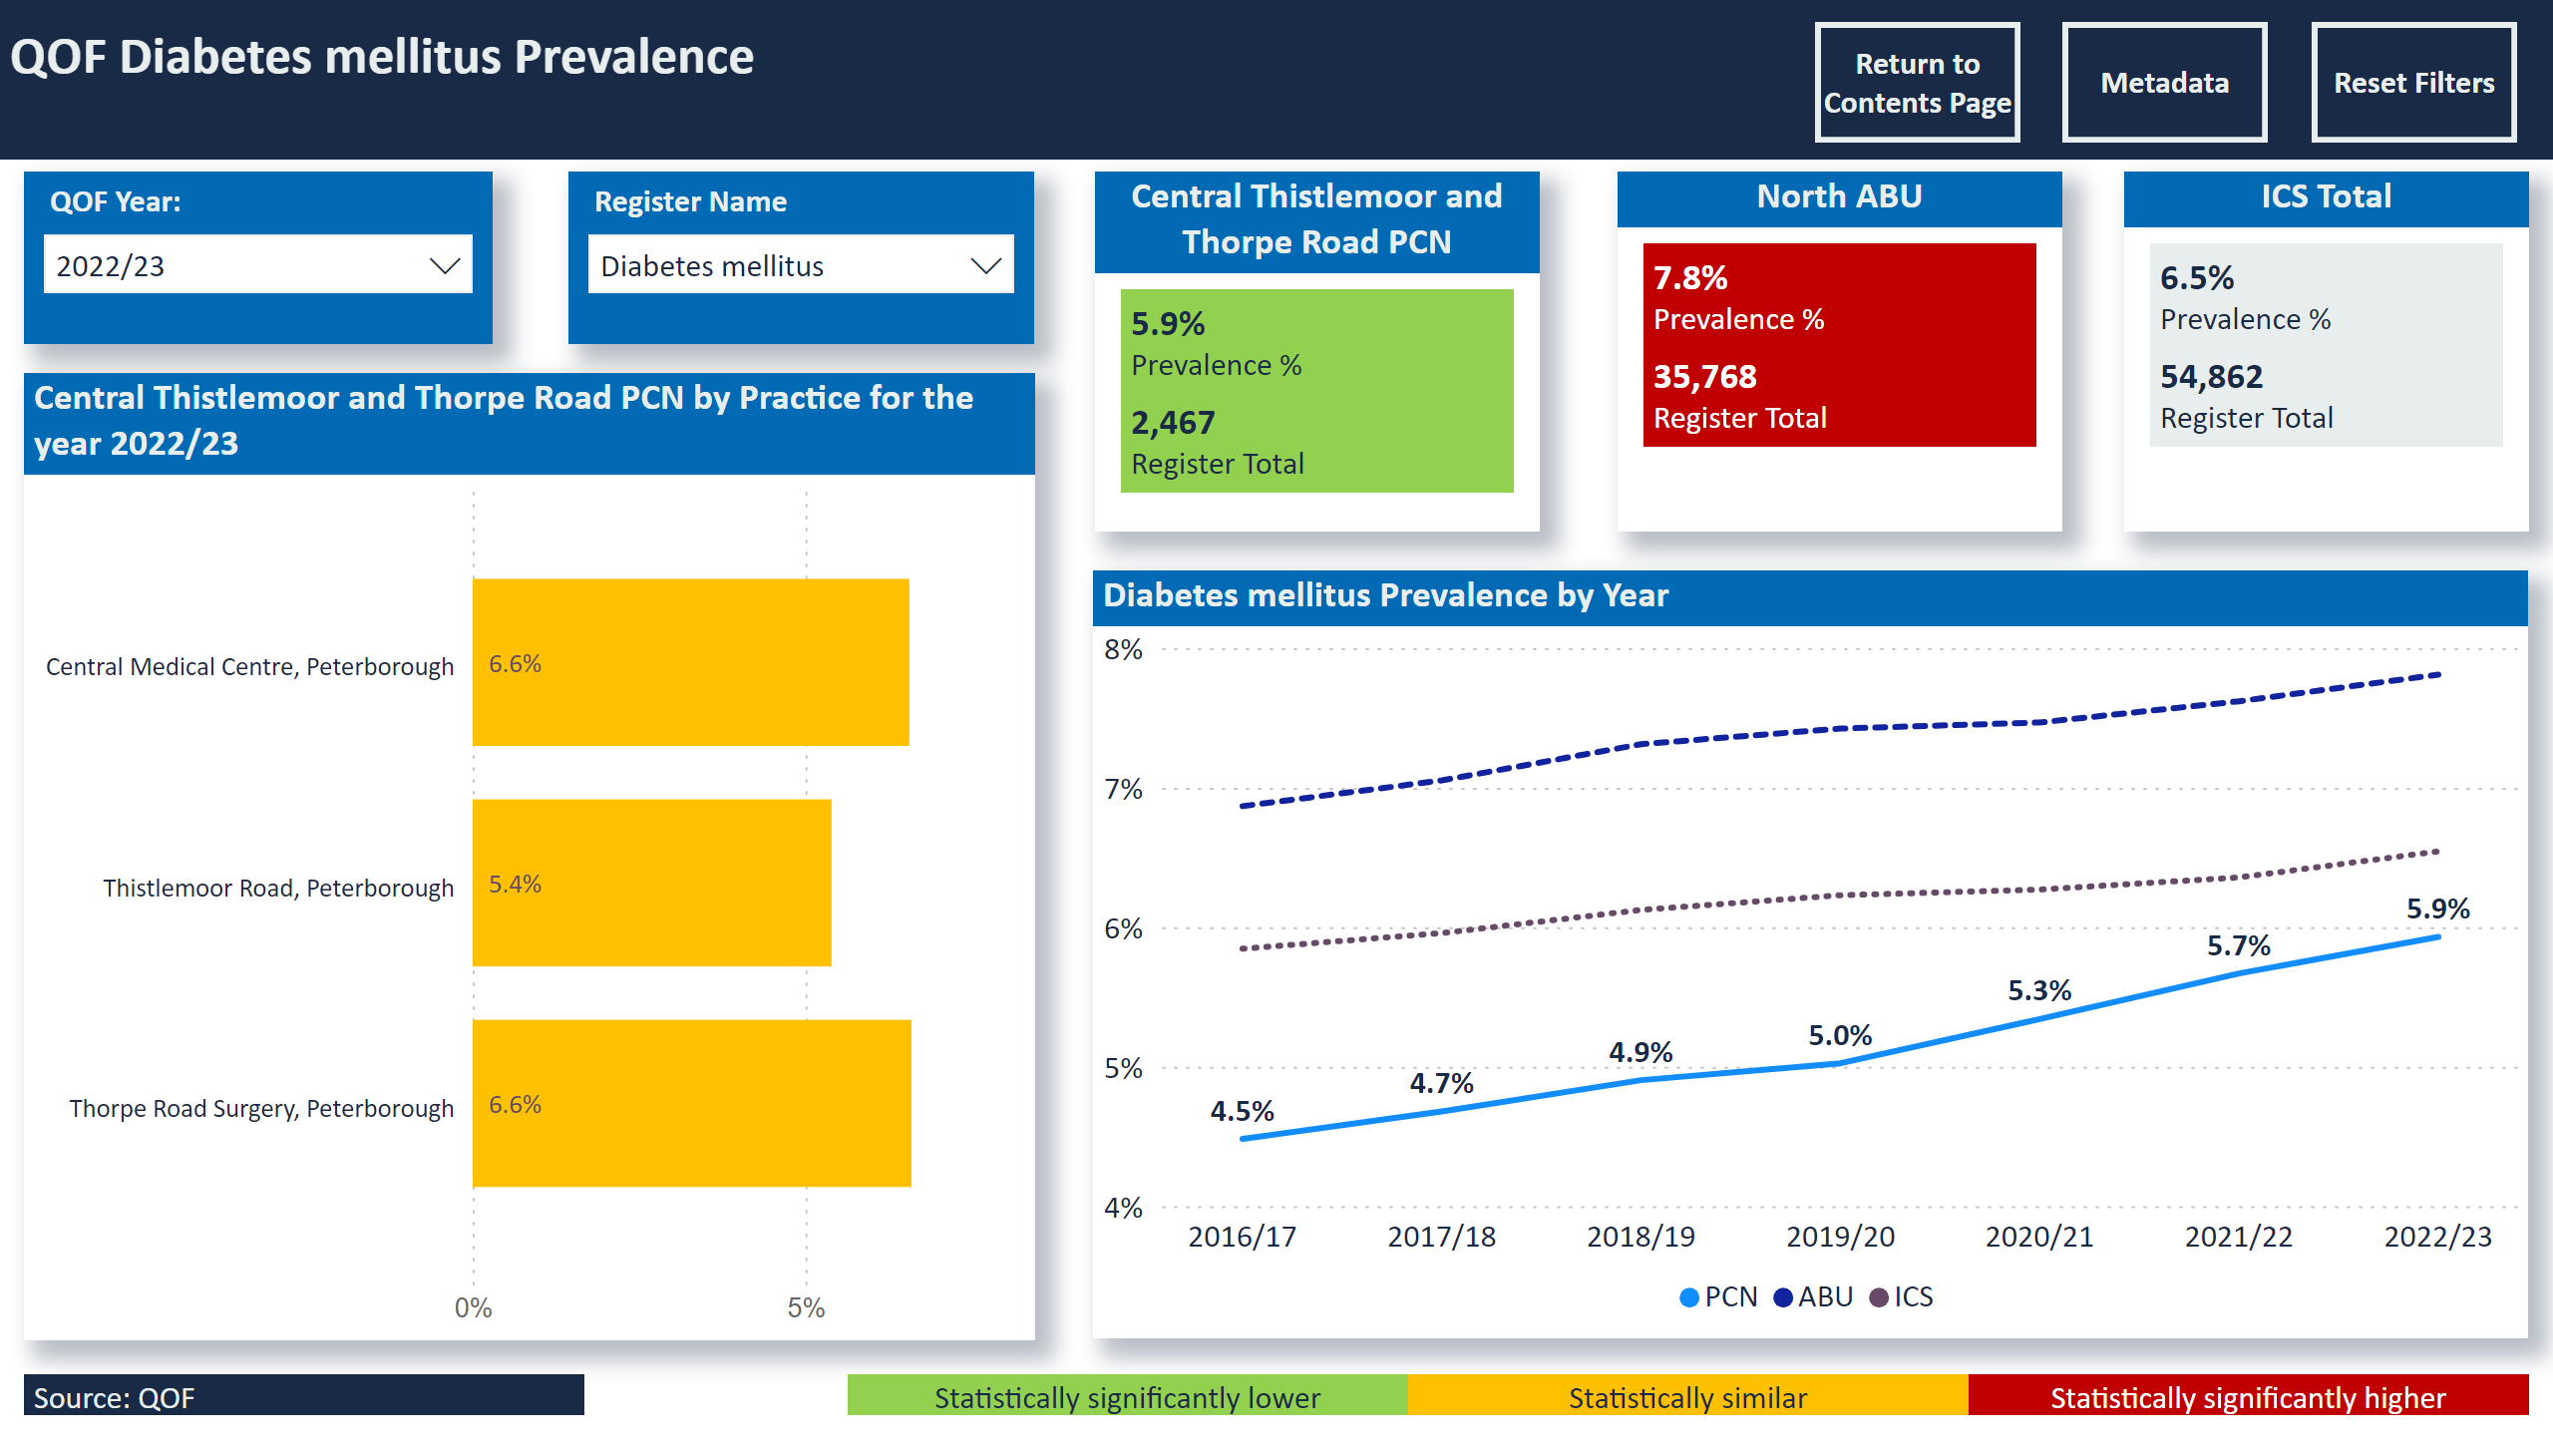 QOF Diabetes mellitus Prevalence
Return to
Contents Page
Metadata
Reset Filters
QOF Year:
2022/23
Register Name
Diabetes mellitus
Central Thistlemoor and
Thorpe Road PCN
5.9%
Prevalence %
2,467
Register Total
North ABU
7.8%
Prevalence %
35,768
Register Total
ICS Total
6.5%
Prevalence %
54,862
Register Total
Central Thistlemoor and Thorpe Road PCN by Practice for the
year 2022/23
Central Medical Centre, Peterborough
6.6%
Thistlemoor Road, Peterborough
5.4%
Thorpe Road Surgery, Peterborough
6.6%
0%
5%
Diabetes mellitus Prevalence by Year
8%
7%
6%
5%
4%
4.5%
4.7%
4.9%
5.0%
5.3%
5.7%
5.9%
2016/17
2017/18
2018/19
2019/20
2020/21
2021/22
2022/23
PCN
ABU
ICS
Source: QOF
Statistically significantly lower
Statistically similar
Statistically significantly higher